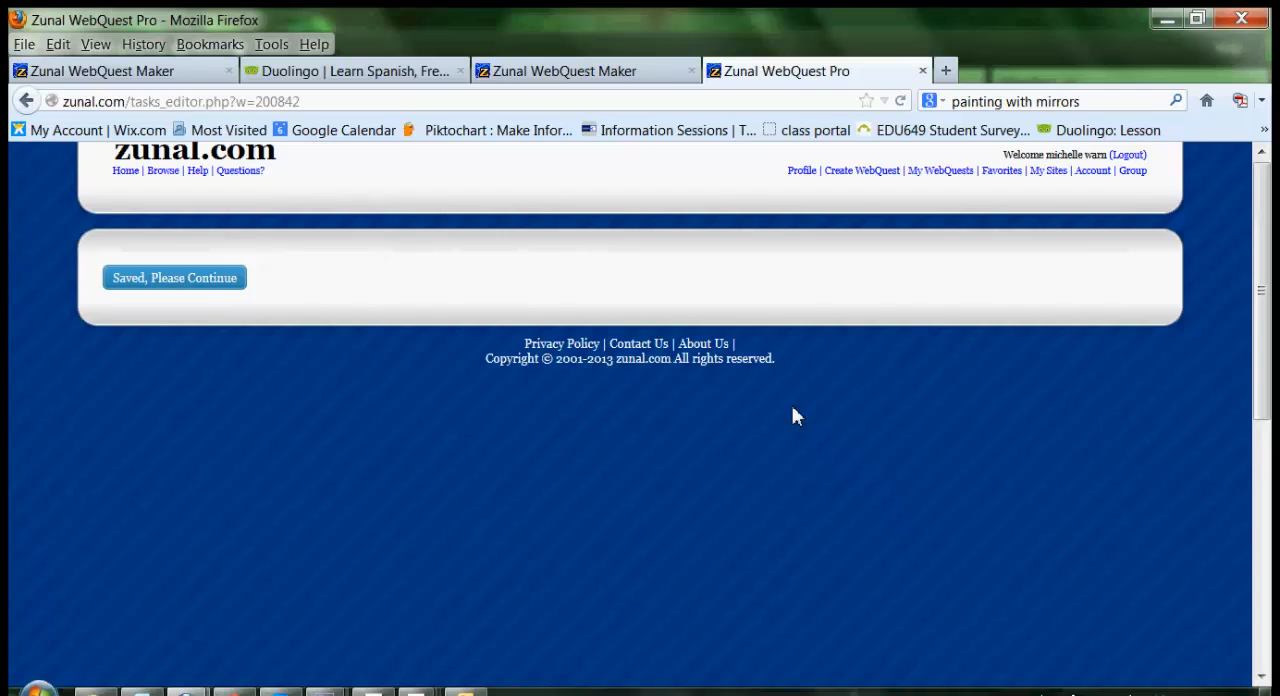 Zunal WebQuest Pro - Mozilla Firefox
File Edit View History Bookmarks Tools Help
Zunal WebQuest Maker Duolingo | Learn Spanish, Fre... Zunal WebQuest Maker Zunal WebQuest Pro
zunal.com/tasks_editor.php?w=200842 painting with mirrors
My Account | Wix.com Most Visited Google Calendar Piktochart : Make Infor... Information Sessions | T... class portal EDU649 Student Survey... Duolingo: Lesson
zunal.com
Welcome michelle warn (Logout)
Home | Browse | Help | Questions?
Profile | Create WebQuest | My WebQuests | Favorites | My Sites | Account | Group
Saved, Please Continue
Privacy Policy | Contact Us | About Us |
Copyright © 2001-2013 zunal.com All rights reserved.